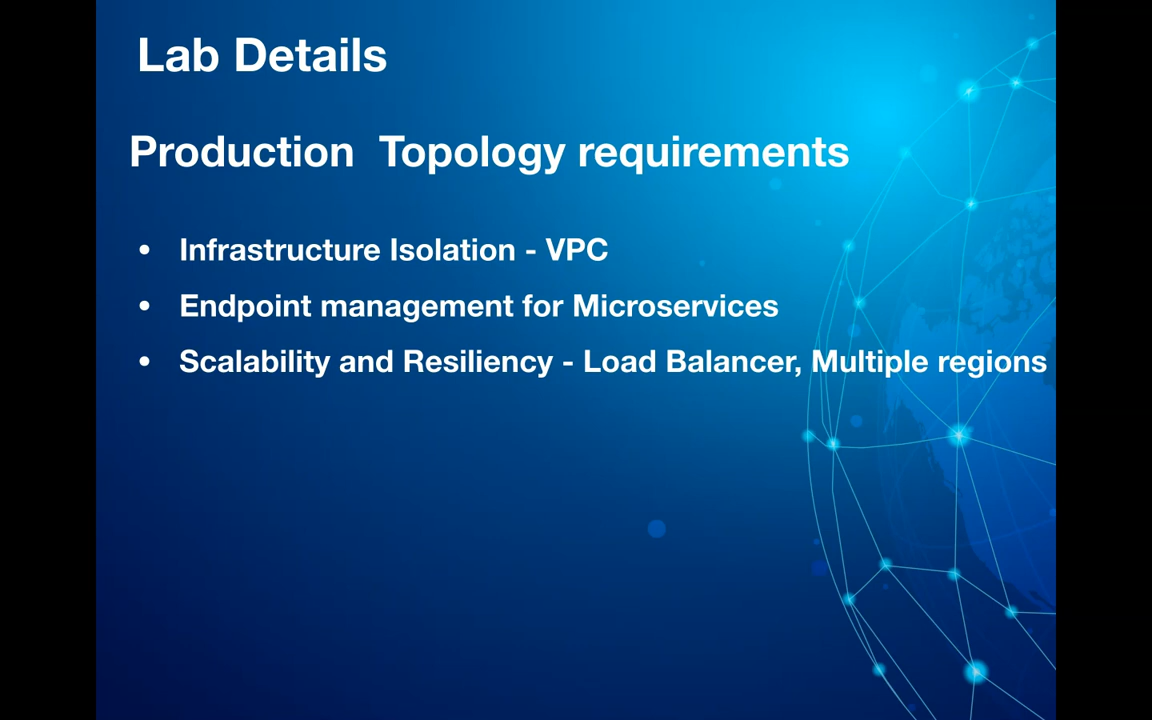 Lab Details
Production  Topology requirements
• Infrastructure Isolation - VPC
• Endpoint management for Microservices
• Scalability and Resiliency - Load Balancer, Multiple regions